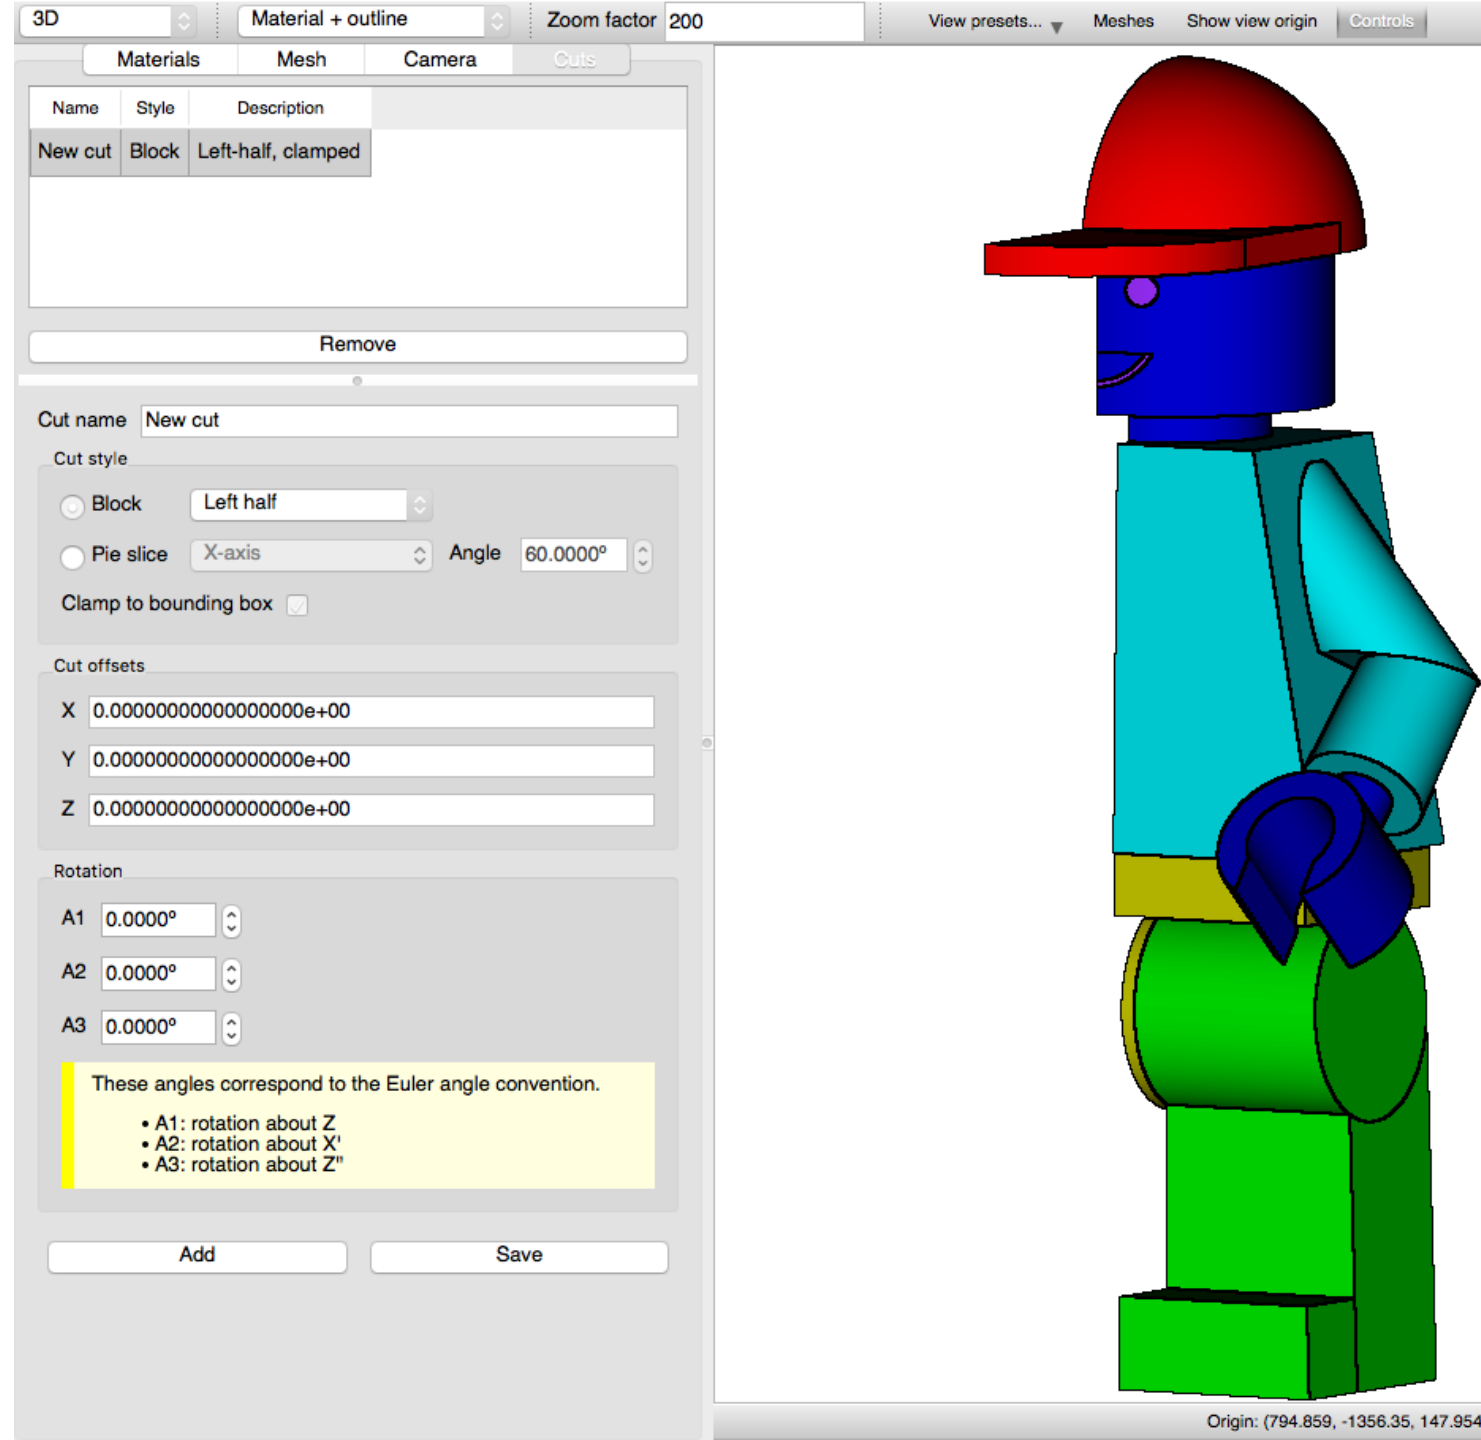 3D Material + outline Zoom factor 200 View presets... Meshes Show view origin Controls
Materials Mesh Camera Cuts
Name Style Description
New cut Block Left-half, clamped
Remove
Cut name New cut
Cut style
Block Left half
Pie slice X-axis Angle 60.0000º
Clamp to bounding box
Cut offsets
X 0.00000000000000000e+00
Y 0.00000000000000000e+00
Z 0.00000000000000000e+00
Rotation
A1 0.0000º
A2 0.0000º
A3 0.0000º
These angles correspond to the Euler angle convention.
• A1: rotation about Z
• A2: rotation about X'
• A3: rotation about Z"
Add Save
Origin: (794.859, -1356.35, 147.954